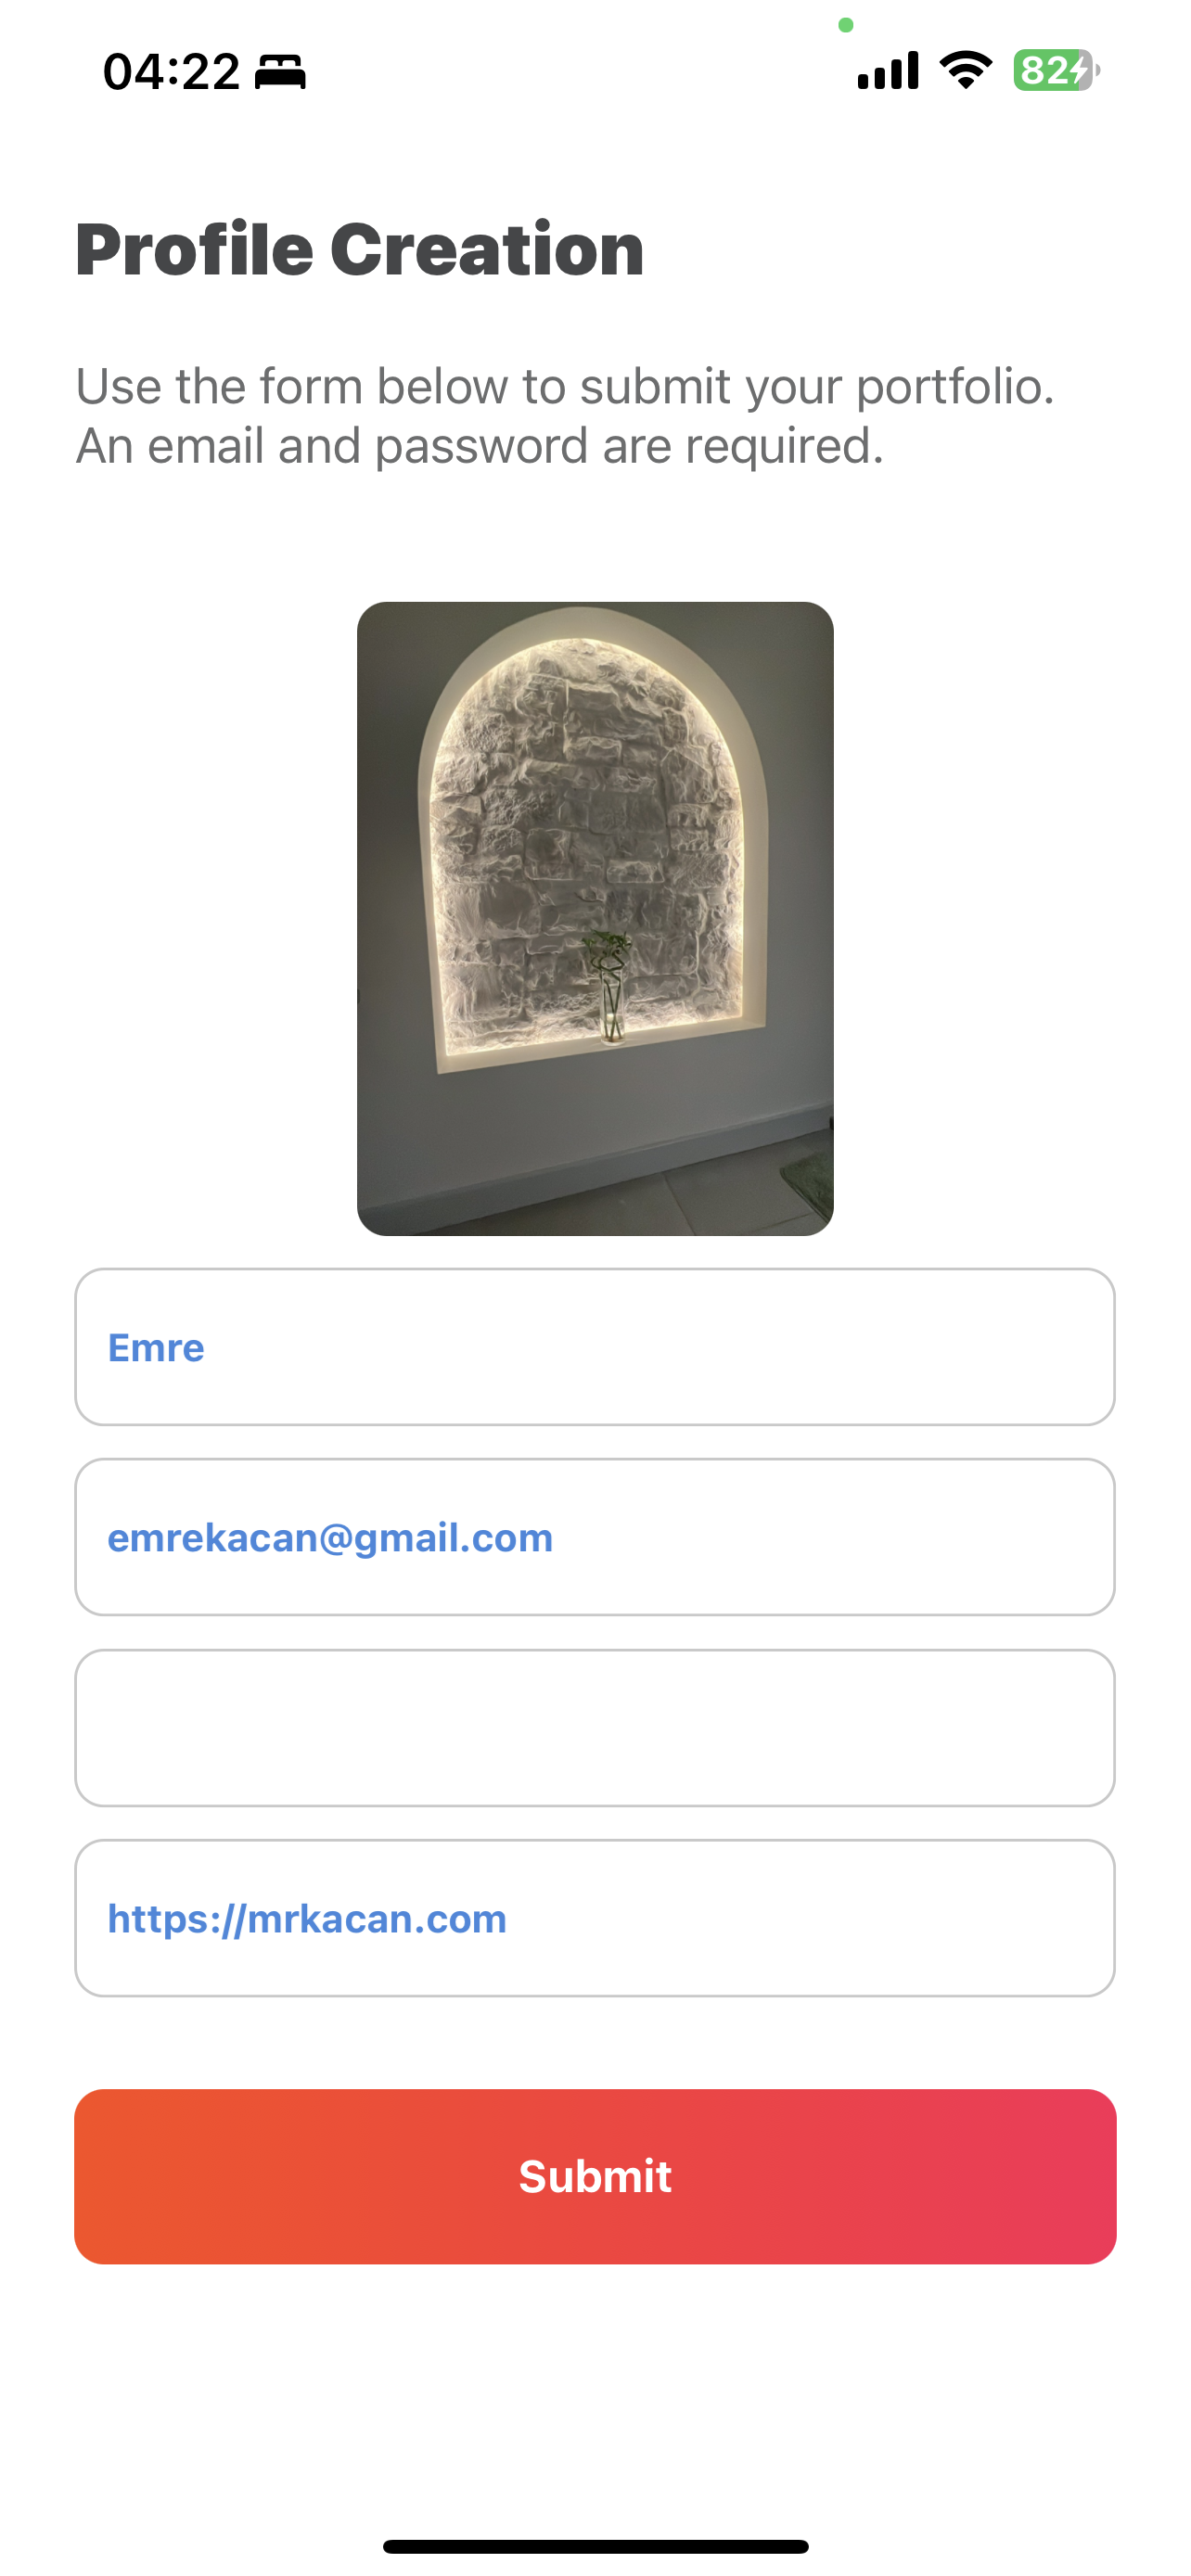 04:22
82
Profile Creation
Use the form below to submit your portfolio.
An email and password are required.
Emre
emrekacan@gmail.com
https://mrkacan.com
Submit